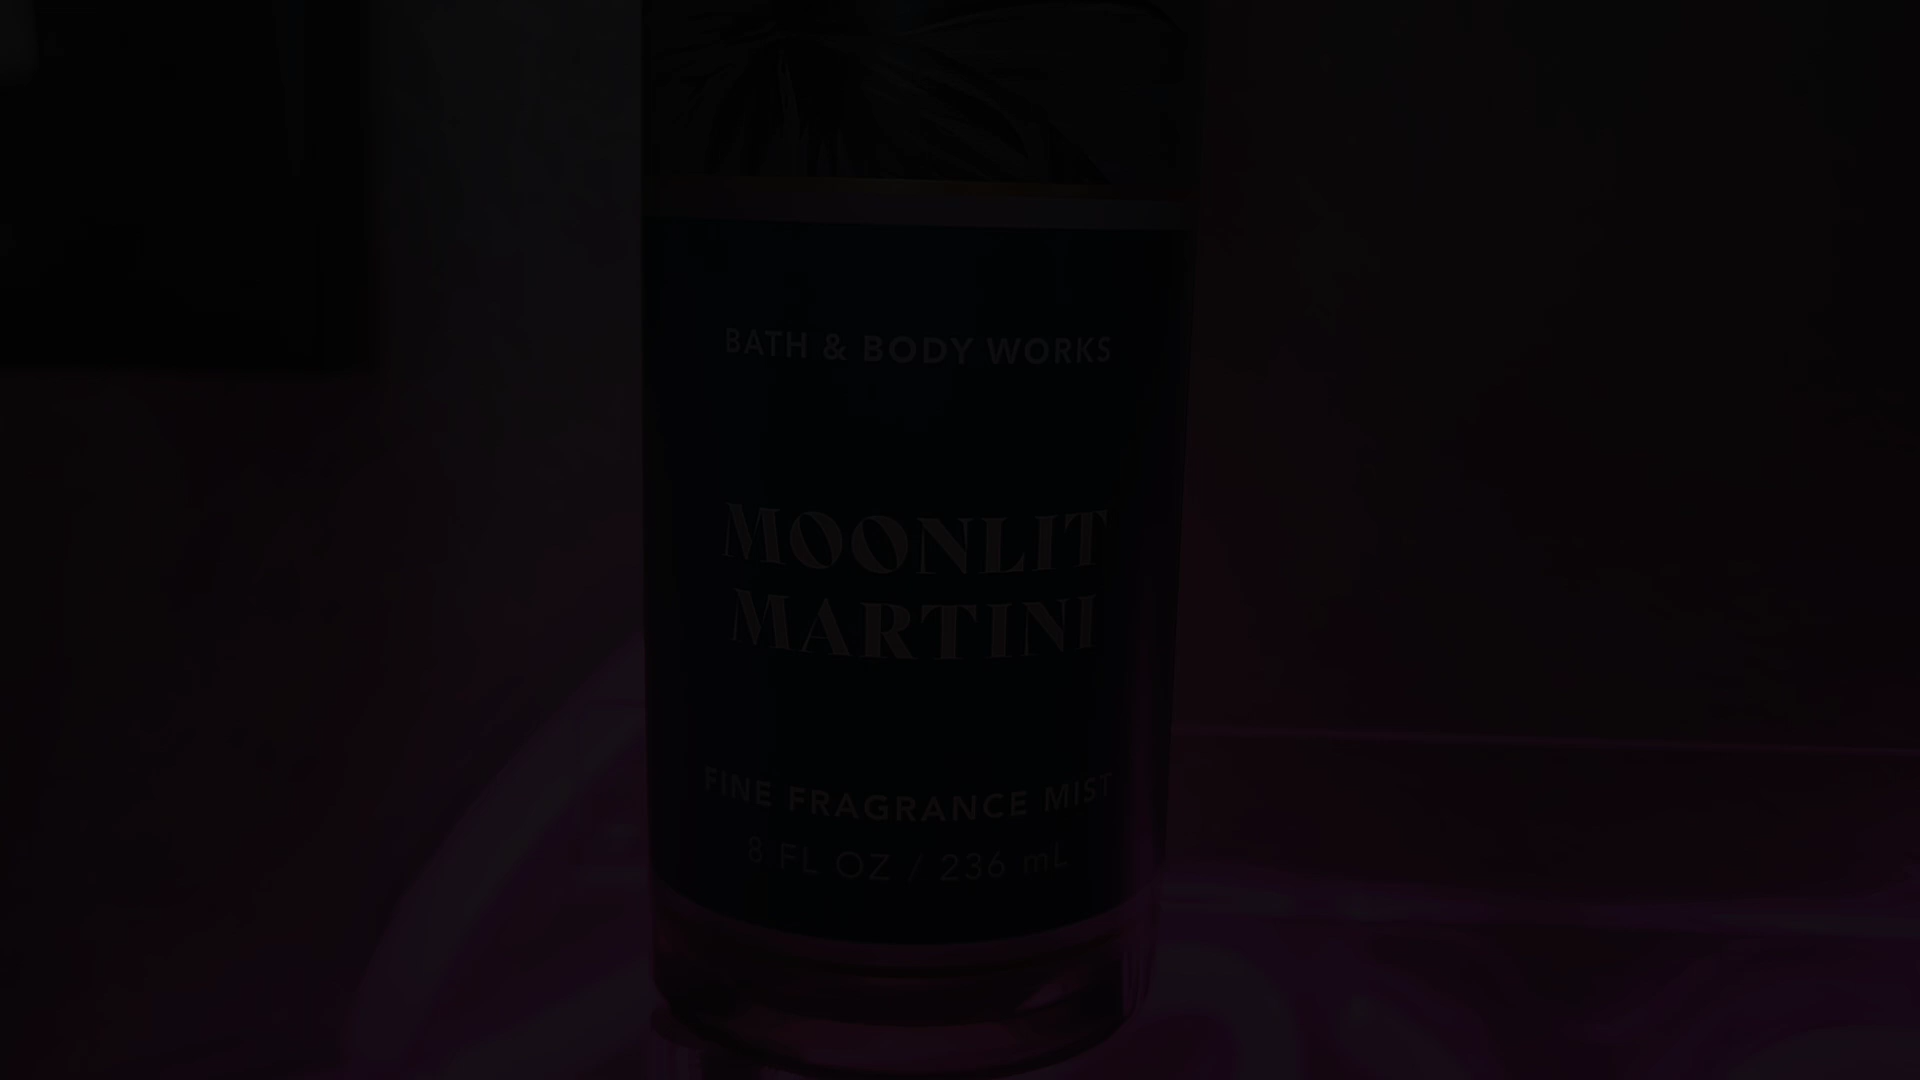 BATH & BODY WORKS
MOONLIT
MARTINI
FINE FRAGRANCE MIST
8 FL OZ / 236 mL